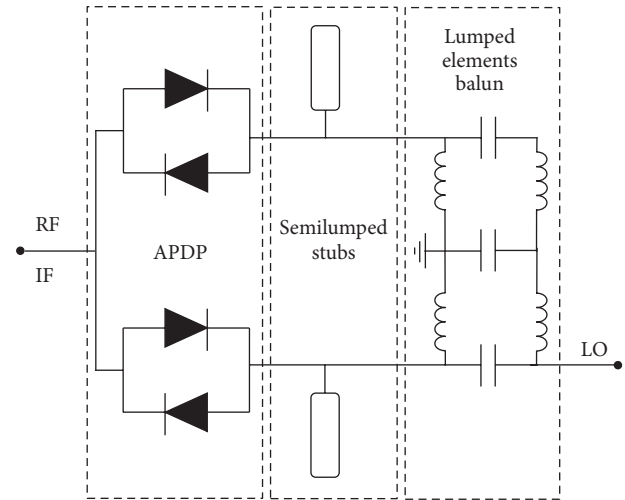 Lumped
elements
balun
RF
IF
APDP
Semilumped
stubs
LO